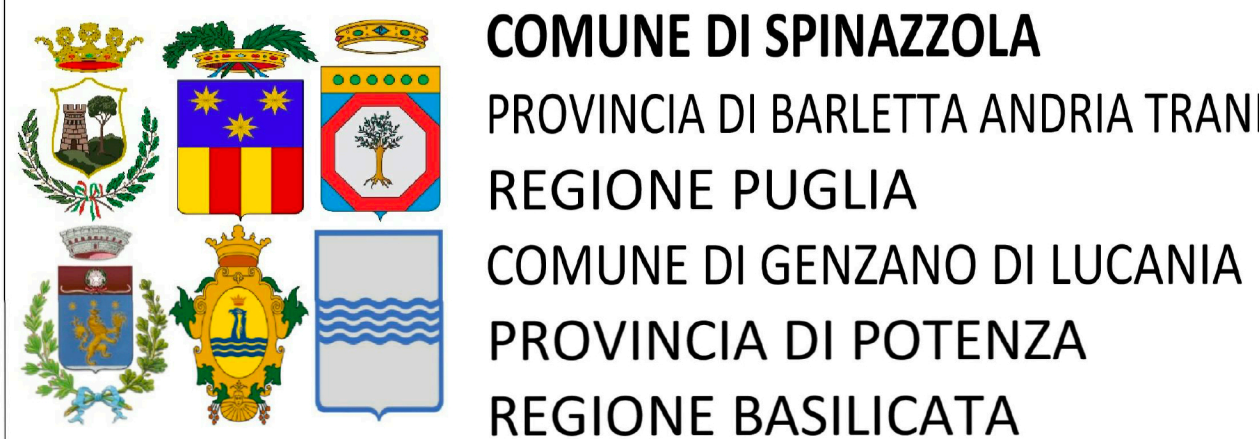 COMUNE DI SPINAZZOLA
PROVINCIA DI BARLETTA ANDRIA TRANI
REGIONE PUGLIA
COMUNE DI GENZANO DI LUCANIA
PROVINCIA DI POTENZA
REGIONE BASILICATA